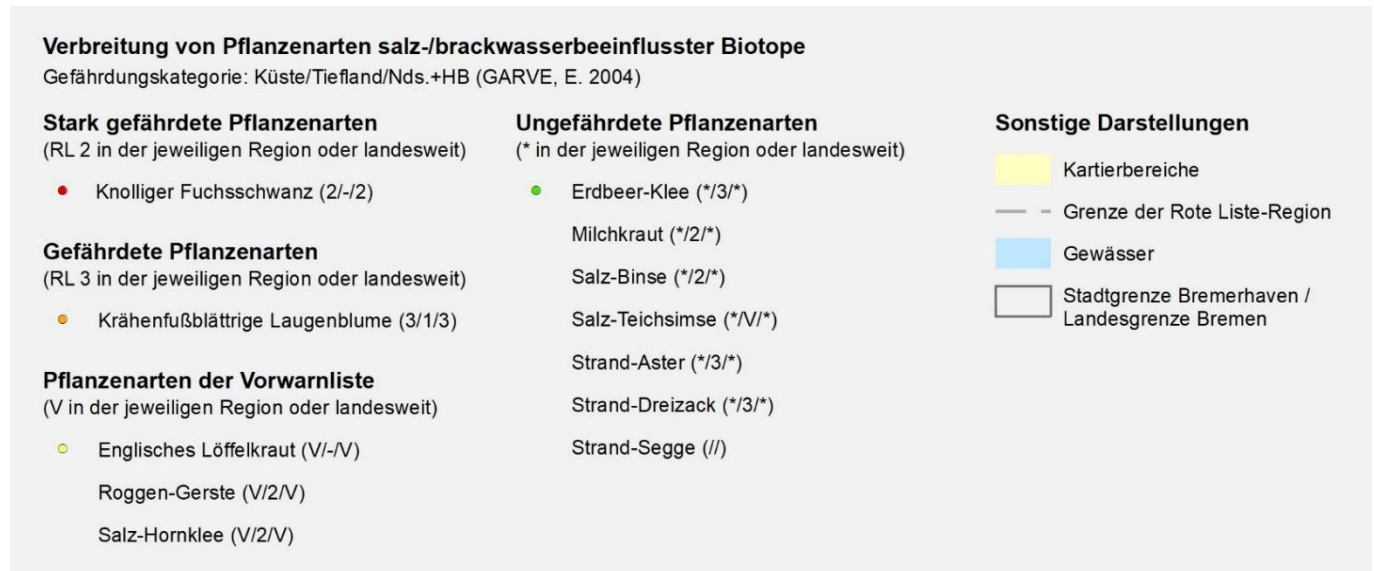 Verbreitung von Pflanzenarten salz-/brackwasserbeeinflusster Biotope
Gefährdungskategorie: Küste/Tiefland/Nds.+HB (GARVE, E. 2004)
Stark gefährdete Pflanzenarten
(RL 2 in der jeweiligen Region oder landesweit)
Knolliger Fuchsschwanz (2/-/2)
Gefährdete Pflanzenarten
(RL 3 in der jeweiligen Region oder landesweit)
Krähenfußblättrige Laugenblume (3/1/3)
Pflanzenarten der Vorwarnliste
(V in der jeweiligen Region oder landesweit)
Englisches Löffelkraut (V/-/V)
Roggen-Gerste (V/2/V)
Salz-Hornklee (V/2/V)
Ungefährdete Pflanzenarten
(* in der jeweiligen Region oder landesweit)
Erdbeer-Klee (*/3/*)
Milchkraut (*/2/*)
Salz-Binse (*/2/*)
Salz-Teichsimse (*/V/*)
Strand-Aster (*/3/*)
Strand-Dreizack (*/3/*)
Strand-Segge (//)
Sonstige Darstellungen
Kartierbereiche
Grenze der Rote Liste-Region
Gewässer
Stadtgrenze Bremerhaven /
Landesgrenze Bremen